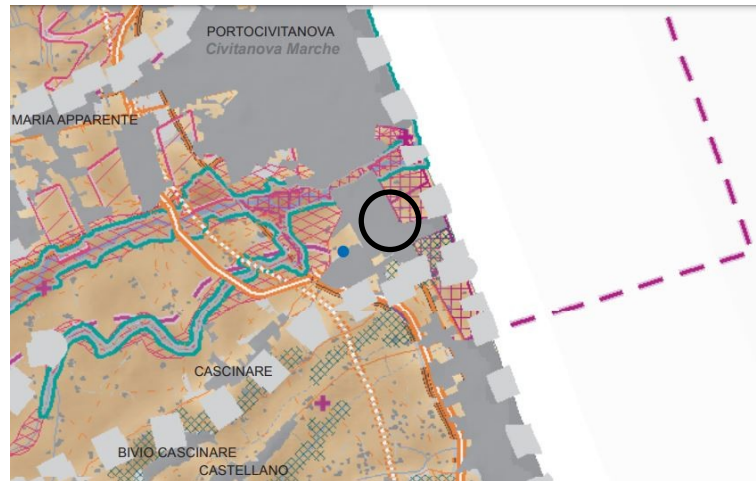 PORTOCIVITANOVA
Civitanova Marche
MARIA APPARENTE
CASCINARE
BIVIO CASCINARE
CASTELLANO